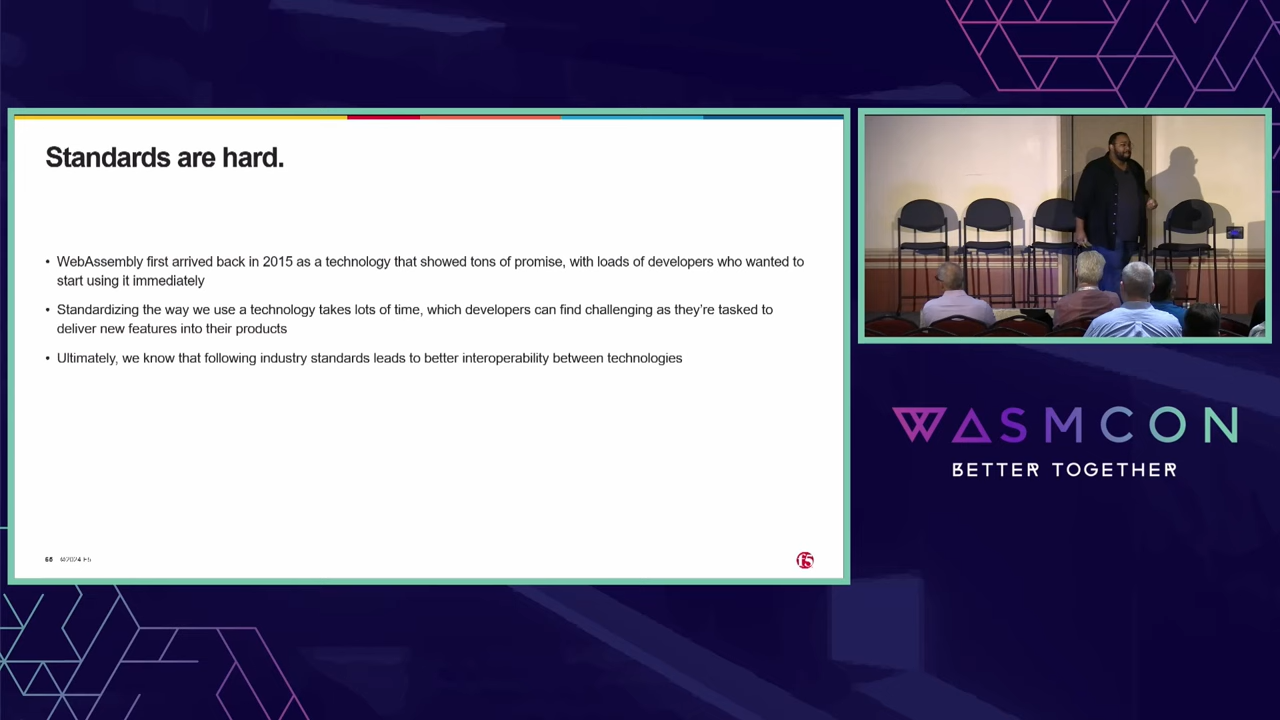 Standards are hard.
• WebAssembly first arrived back in 2015 as a technology that showed tons of promise, with loads of developers who wanted to
start using it immediately
• Standardizing the way we use a technology takes lots of time, which developers can find challenging as they're tasked to
deliver new features into their products
• Ultimately, we know that following industry standards leads to better interoperability between technologies
©2024 F5
f5
WASMCON
BETTER TOGETHER